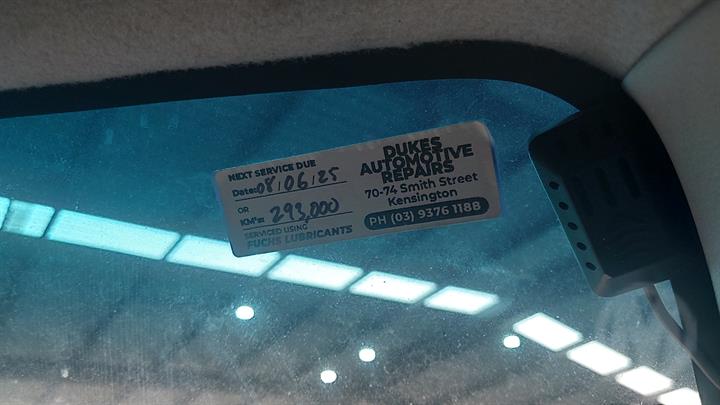 NEXT SERVICE DUE
Date: 08/06/25
OR
KM's: 293,000
SERVICED USING
FUCHS LUBRICANTS
DUKES
AUTOMOTIVE
REPAIRS
70-74 Smith Street
Kensington
PH (03) 9376 1188